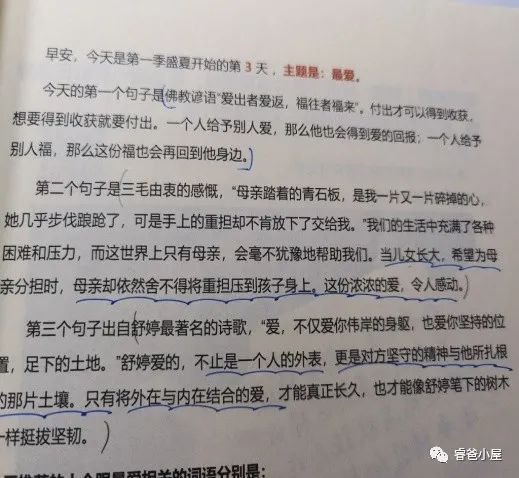 早安，今天是第一季盛夏开始的第 3 天，主题是：最爱。
今天的第一个句子是佛教谚语“爱出者爱返，福往者福来”。付出才可以得到收获，
想要得到收获就要付出。一个人给予别人爱，那么他也会得到爱的回报；一个人给予
别人福，那么这份福也会再回到他身边。
第二个句子是三毛由衷的感慨，“母亲踏着的青石板，是我一片又一片碎掉的心，
她几乎步伐踉跄了，可是手上的重担却不肯放下了交给我。”我们的生活中充满了各种
困难和压力，而这世界上只有母亲，会毫不犹豫地帮助我们。当儿女长大，希望为母
亲分担时，母亲却依然舍不得将重担压到孩子身上。这份浓浓的爱，令人感动。
第三个句子出自舒婷最著名的诗歌，“爱，不仅爱你伟岸的身躯，也爱你坚持的位
置，足下的土地。”舒婷爱的，不止是一个人的外表，更是对方坚守的精神与他所扎根
的那片土壤。只有将外在与内在结合的爱，才能真正长久，也才能像舒婷笔下的树木
一样挺拔坚韧。
最爱相关的词语分别是：
睿爸小屋